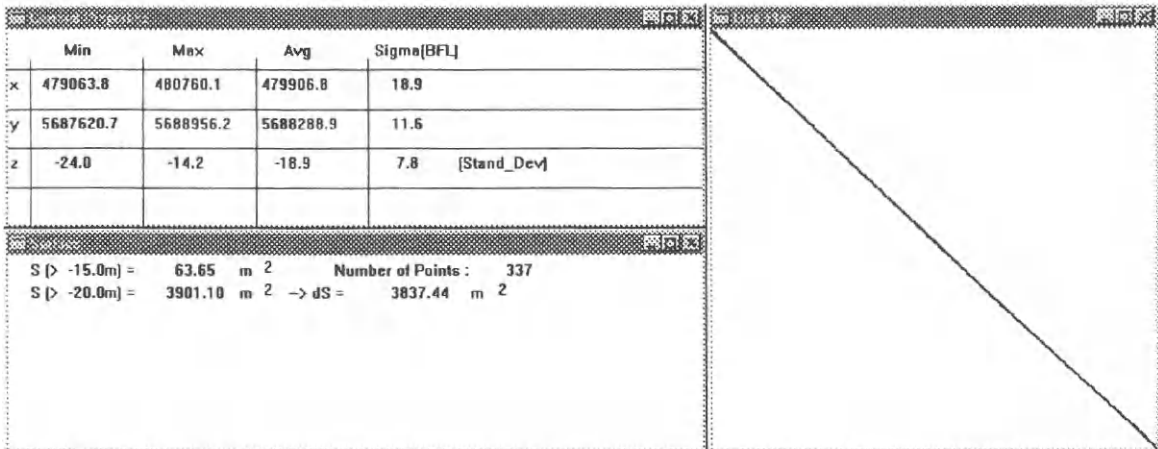 Min Max Avg Sigma(BFL)
x 479063.8 480760.1 479906.8 18.9
y 5687620.7 5688956.2 5688288.9 11.6
z -24.0 -14.2 -18.9 7.8 (Stand_Dev)
S (> -15.0m) = 63.65 m 2 Number of Points : 337
S (> -20.0m) = 3901.10 m 2 -> dS = 3837.44 m 2